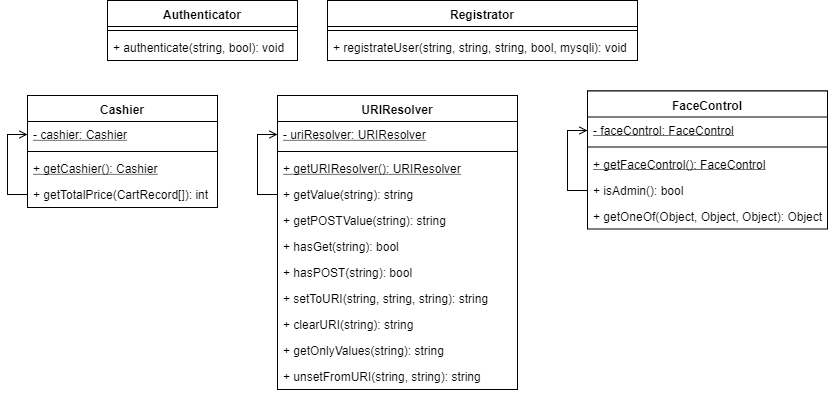 Authenticator
+ authenticate(string, bool): void
Registrator
+ registrateUser(string, string, string, bool, mysqli): void
Cashier
- cashier: Cashier
+ getCashier(): Cashier
+ getTotalPrice(CartRecord[]): int
URIResolver
- uriResolver: URIResolver
+ getURIResolver(): URIResolver
+ getValue(string): string
+ getPOSTValue(string): string
+ hasGet(string): bool
+ hasPOST(string): bool
+ setToURI(string, string, string): string
+ clearURI(string): string
+ getOnlyValues(string): string
+ unsetFromURI(string, string): string
FaceControl
- faceControl: FaceControl
+ getFaceControl(): FaceControl
+ isAdmin(): bool
+ getOneOf(Object, Object, Object): Object